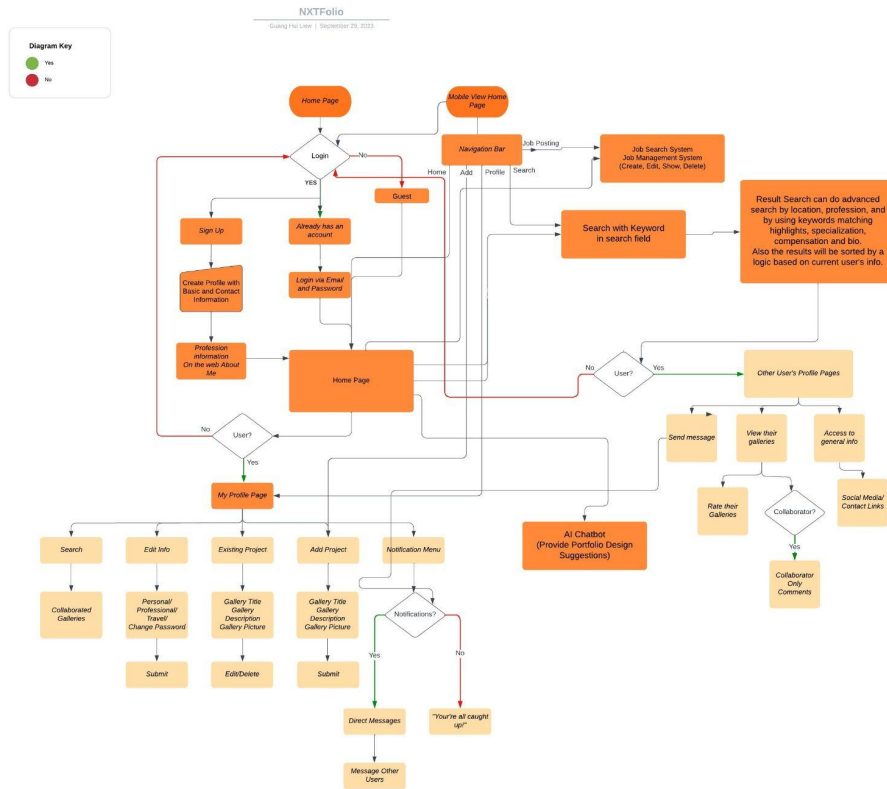 NXTFolio
Guang Hui Liew | September 29, 2023
Diagram Key
Yes
No
Home Page
Mobile View Home
Page
Login
No
YES
Guest
Navigation Bar
Job Posting
Home
Add
Profile
Search
Job Search System
Job Management System
(Create, Edit, Show, Delete)
Sign Up
Already has an
account
Search with Keyword
in search field
Result Search can do advanced
search by location, profession, and
by using keywords matching
highlights, specialization,
compensation and bio.
Also the results will be sorted by a
logic based on current user's info.
Create Profile with
Basic and Contact
Information
Login via Email
and Password
Profession
information
On the web About
Me
Home Page
No
User?
Yes
Other User's Profile Pages
No
User?
Yes
Send message
View their
galleries
Access to
general info
My Profile Page
Rate their
Galleries
Collaborator?
Social Media/
Contact Links
Yes
Collaborator
Only
Comments
AI Chatbot
(Provide Portfolio Design
Suggestions)
Search
Edit Info
Existing Project
Add Project
Notification Menu
Collaborated
Galleries
Personal/
Professional/
Travel/
Change Password
Gallery Title
Gallery
Description
Gallery Picture
Gallery Title
Gallery
Description
Gallery Picture
Notifications?
Yes
No
Submit
Edit/Delete
Submit
Direct Messages
"Your're all caught
up!"
Message Other
Users